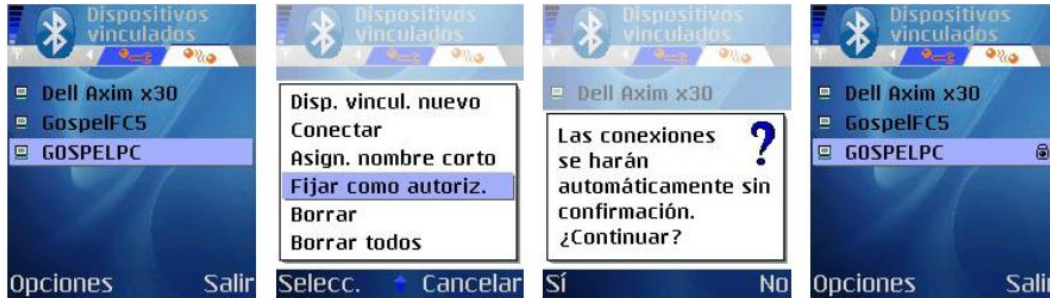 Dispositivos
vinculados
Dell Axim x30
GospelFC5
GOSPELPC
Opciones Salir
Dispositivos
vinculados
Disp. vincul. nuevo
Conectar
Asign. nombre corto
Fijar como autoriz.
Borrar
Borrar todos
Selecc. Cancelar
Dispositivos
vinculados
Dell Axim x30
Las conexiones
se harán
automáticamente sin
confirmación.
¿Continuar?
Sí No
Dispositivos
vinculados
Dell Axim x30
GospelFC5
GOSPELPC
Opciones Salir